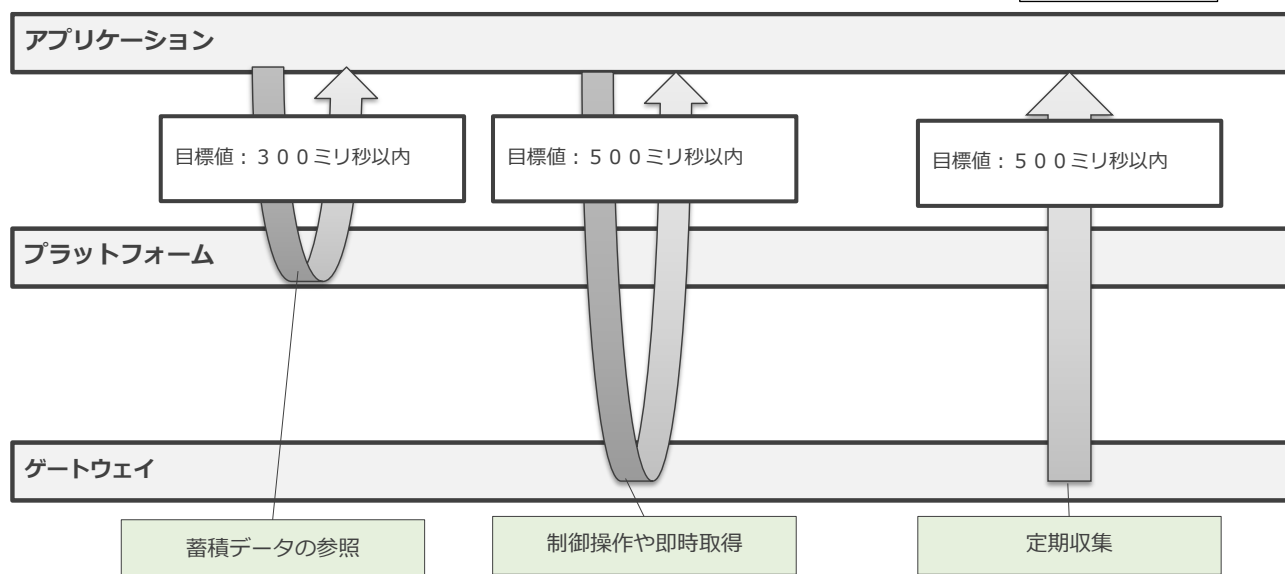 アプリケーション
目標値：３００ミリ秒以内
目標値：５００ミリ秒以内
目標値：５００ミリ秒以内
プラットフォーム
ゲートウェイ
蓄積データの参照
制御操作や即時取得
定期収集